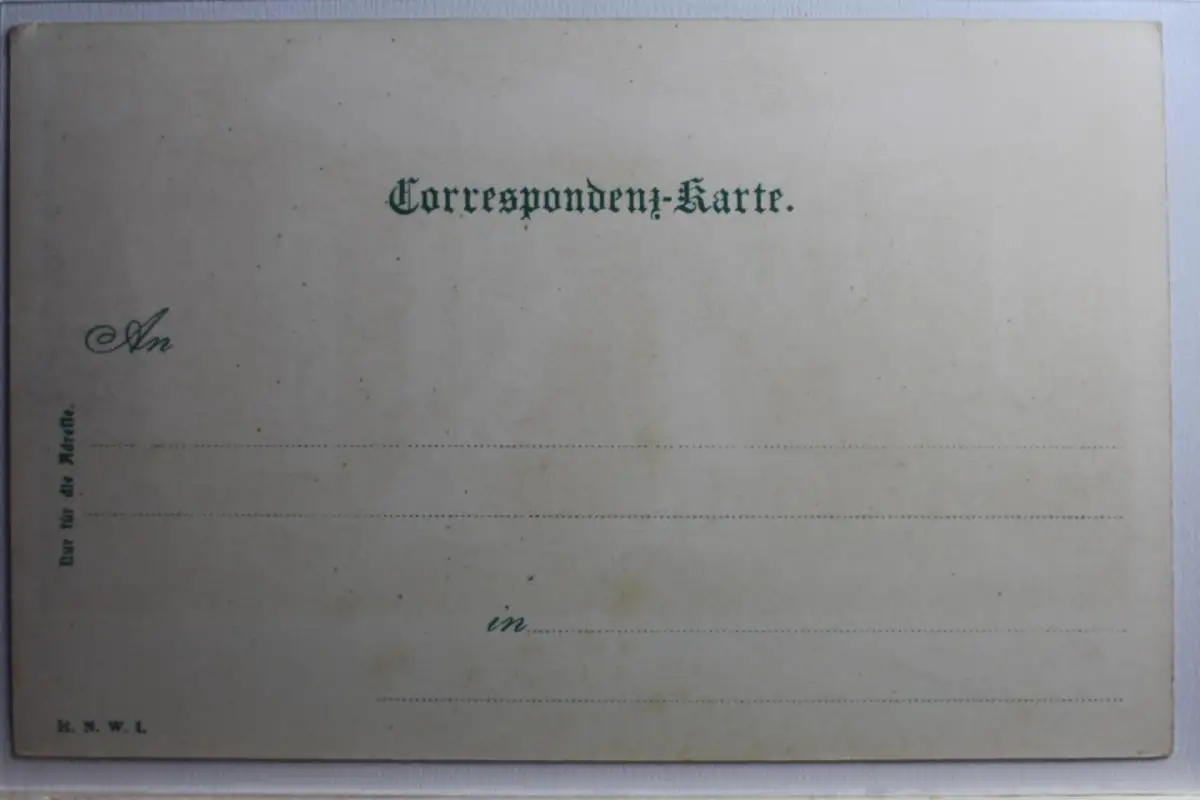 Correspondenz-Karte.
An
Nur für die Adresse.
in
K. N. W. I.